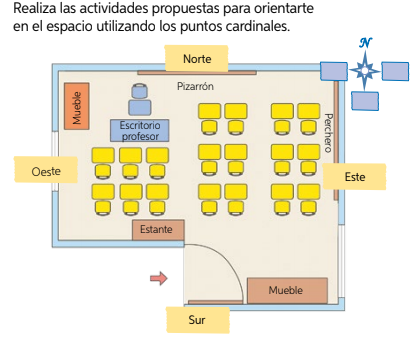 Realiza las actividades propuestas para orientarte
en el espacio utilizando los puntos cardinales.
N
Norte
Pizarrón
Mueble
Escritorio
profesor
Perchero
Oeste
Este
Estante
Mueble
Sur